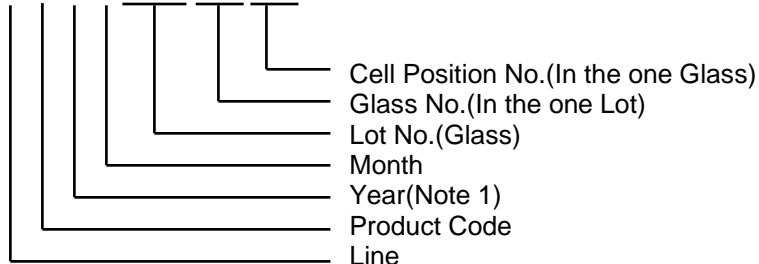 Cell Position No.(In the one Glass)
Glass No.(In the one Lot)
Lot No.(Glass)
Month
Year(Note 1)
Product Code
Line